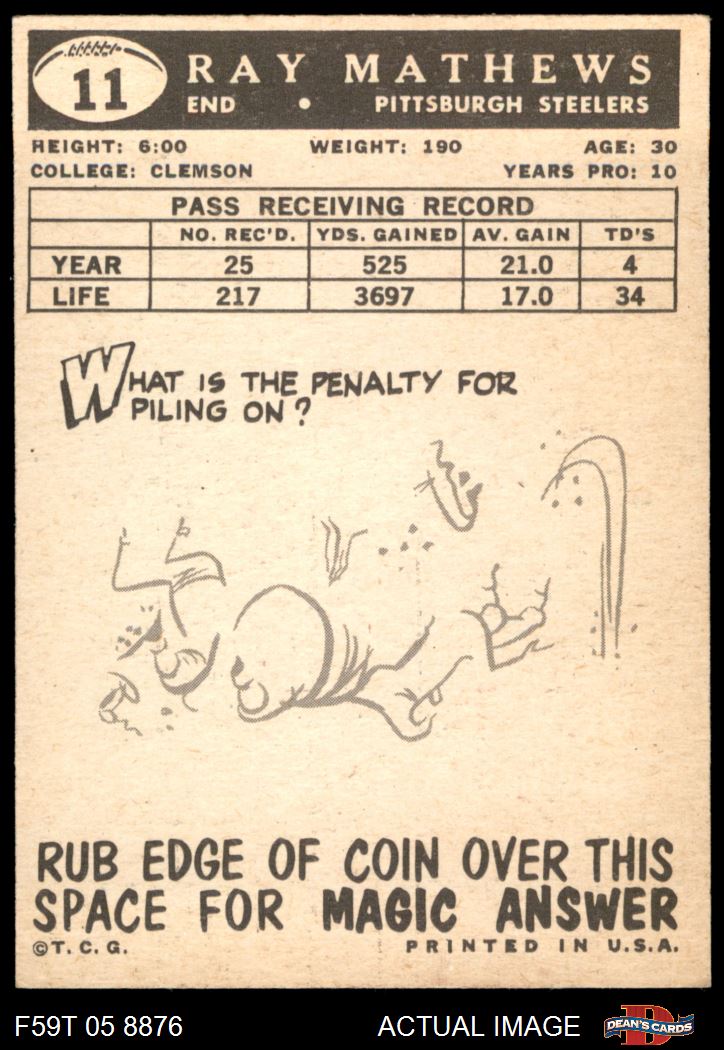 11
RAY MATHEWS
END • PITTSBURGH STEELERS
HEIGHT: 6:00 WEIGHT: 190 AGE: 30
COLLEGE: CLEMSON YEARS PRO: 10
PASS RECEIVING RECORD
NO. REC'D. YDS. GAINED AV. GAIN TD'S
YEAR 25 525 21.0 4
LIFE 217 3697 17.0 34
WHAT IS THE PENALTY FOR
PILING ON?
RUB EDGE OF COIN OVER THIS
SPACE FOR MAGIC ANSWER
©T. C. G. PRINTED IN U.S.A.
F59T 05 8876 ACTUAL IMAGE D DEAN'S CARDS